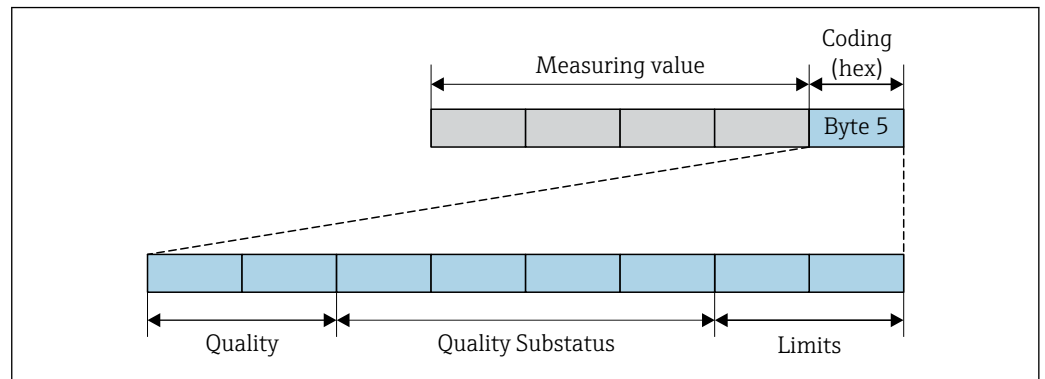 Coding
Measuring value
(hex)
Byte 5
Quality
Quality Substatus
Limits